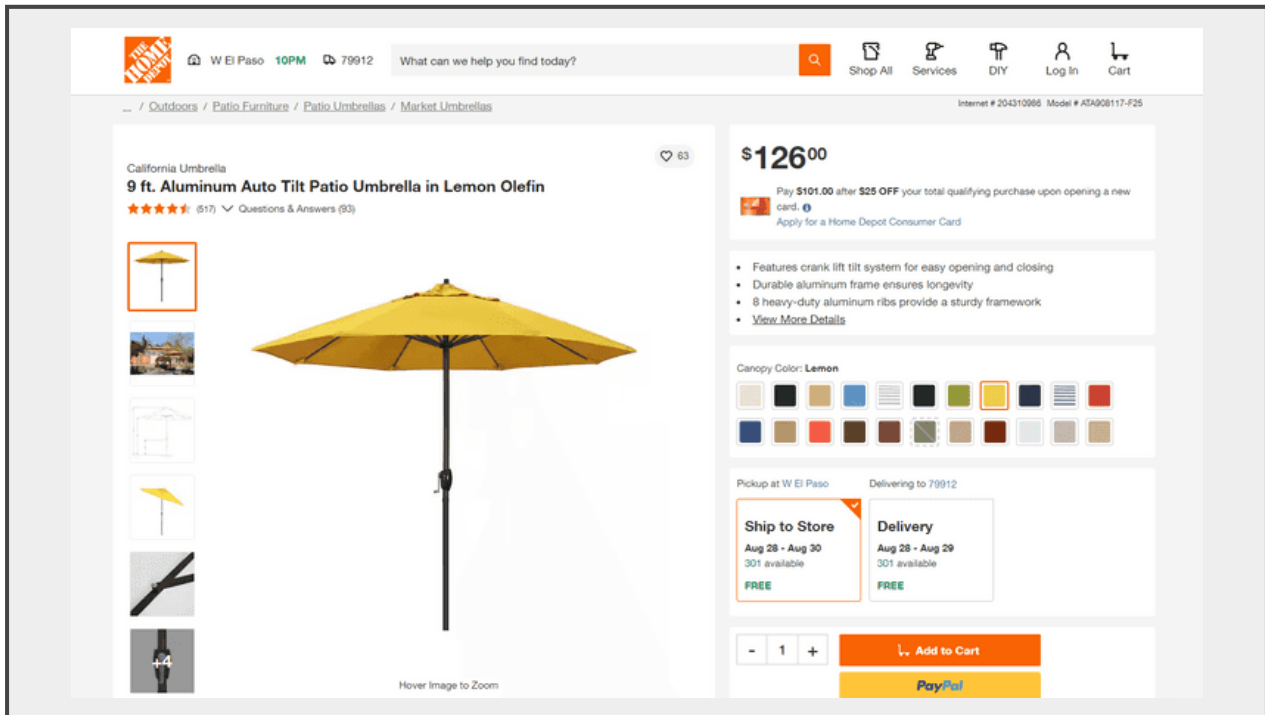 THE HOME DEPOT
W El Paso 10PM 79912
What can we help you find today?
Shop All Services DIY Log In Cart
... / Outdoors / Patio Furniture / Patio Umbrellas / Market Umbrellas
Internet # 204310986 Model # ATA908117-F25
63
California Umbrella
9 ft. Aluminum Auto Tilt Patio Umbrella in Lemon Olefin
(517) Questions & Answers (93)
+4
Hover Image to Zoom
$12600
Pay $101.00 after $25 OFF your total qualifying purchase upon opening a new
card.
Apply for a Home Depot Consumer Card
• Features crank lift tilt system for easy opening and closing
• Durable aluminum frame ensures longevity
• 8 heavy-duty aluminum ribs provide a sturdy framework
• View More Details
Canopy Color: Lemon
Pickup at W El Paso
Delivering to 79912
Ship to Store
Aug 28 - Aug 30
301 available
FREE
Delivery
Aug 28 - Aug 29
301 available
FREE
- 1 +
Add to Cart
PayPal